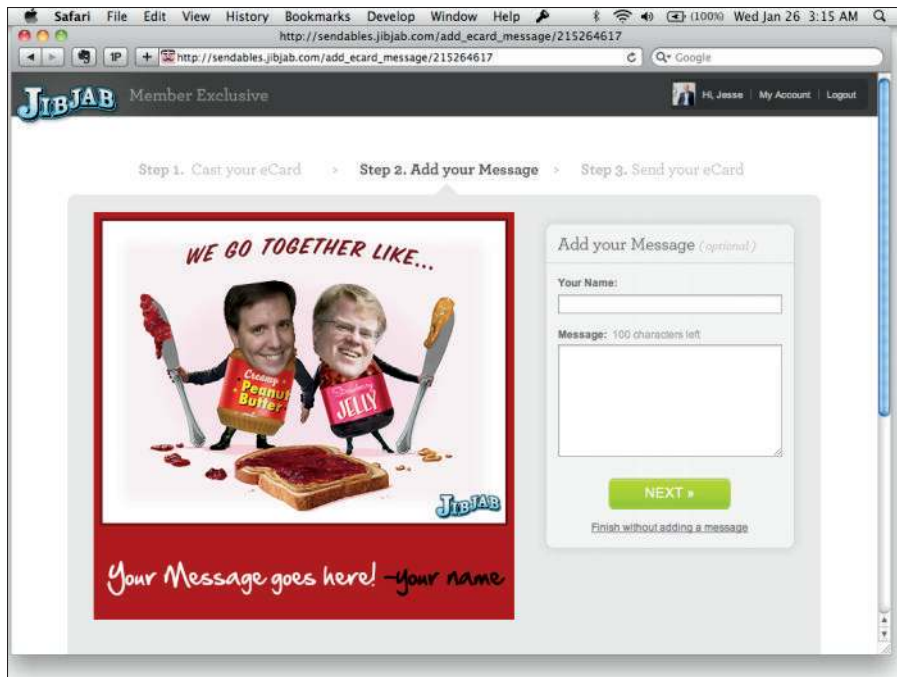 Safari File Edit View History Bookmarks Develop Window Help (100%) Wed Jan 26 3:15 AM
http://sendables.jibjab.com/add_ecard_message/215264617
1P + http://sendables.jibjab.com/add_ecard_message/215264617 Google
JIBJAB Member Exclusive Hi, Jesse | My Account | Logout
Step 1. Cast your eCard > Step 2. Add your Message > Step 3. Send your eCard
WE GO TOGETHER LIKE...
Creamy
Peanut
Butter
Strawberry
JELLY
JIBJAB
Your Message goes here! -your name
Add your Message (optional)
Your Name:
Message: 100 characters left
NEXT »
Finish without adding a message